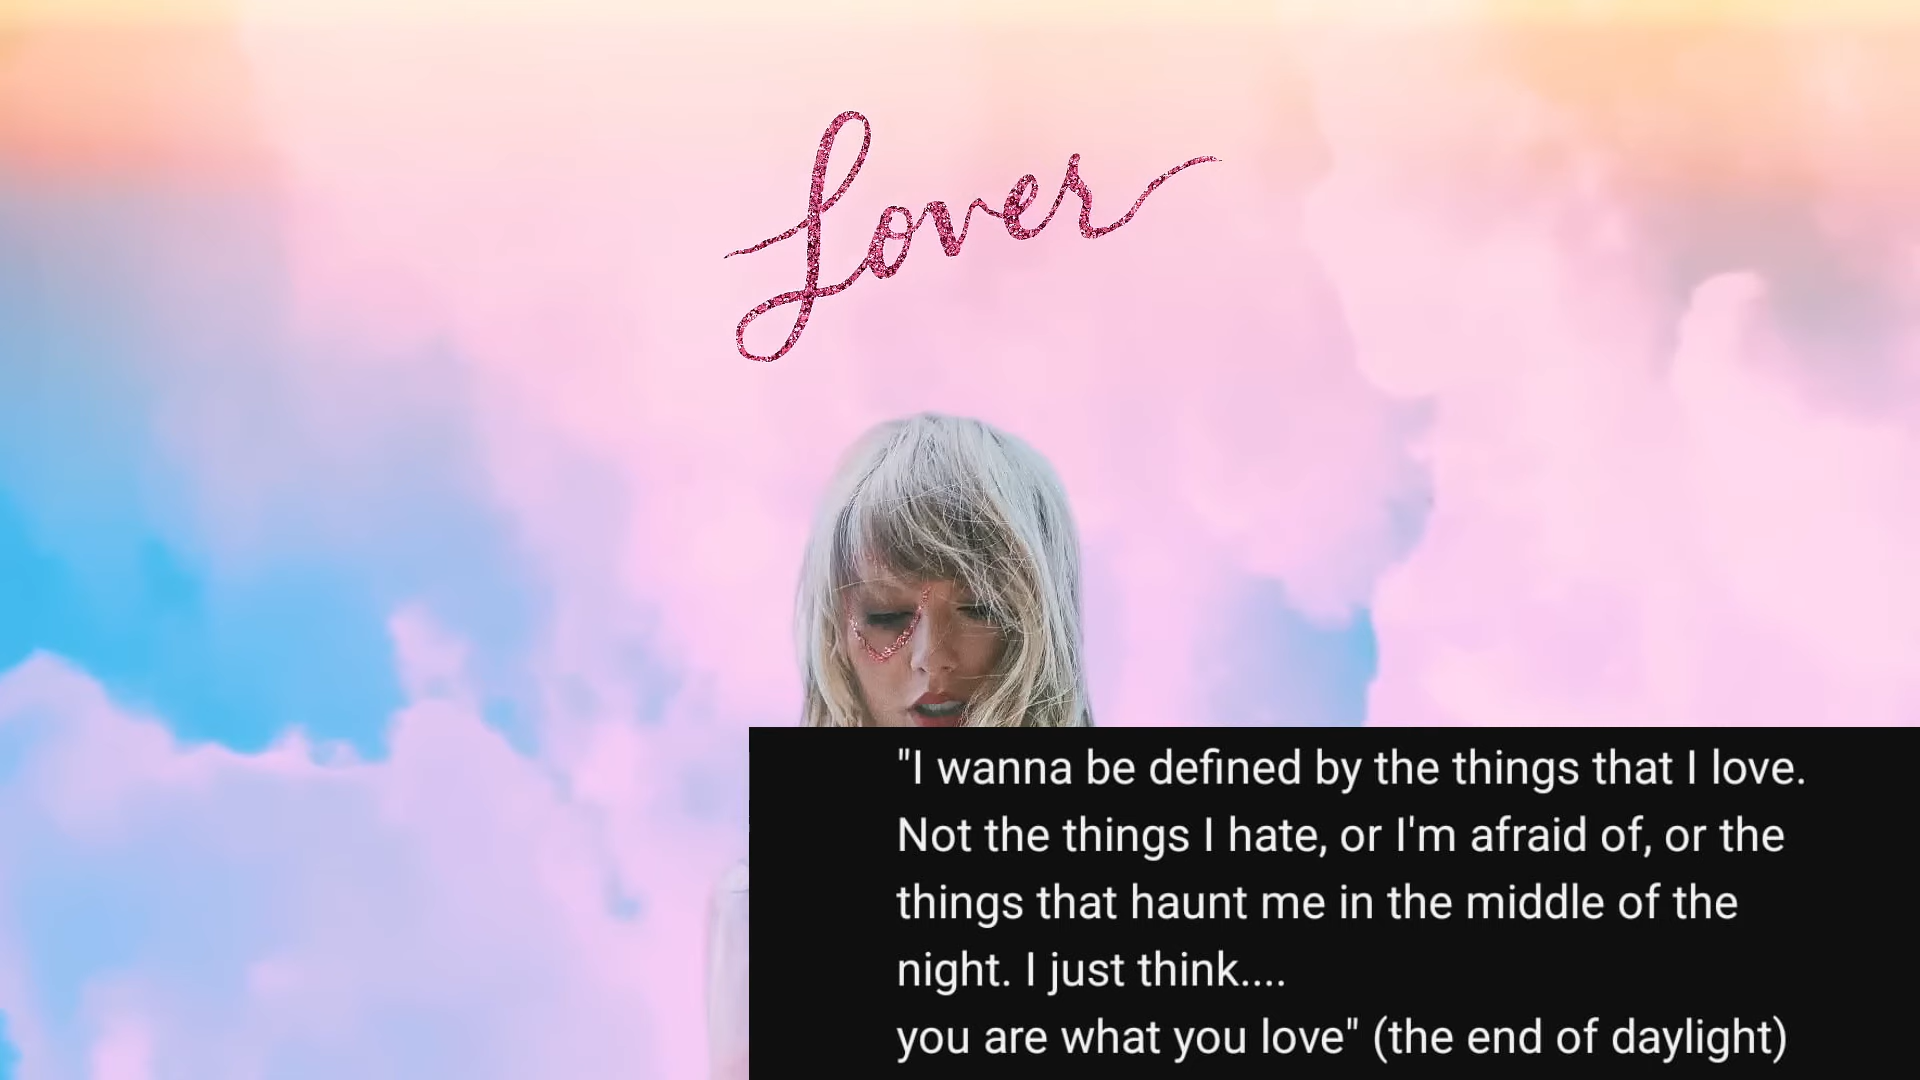 Lover
"I wanna be defined by the things that I love.
Not the things I hate, or I'm afraid of, or the
things that haunt me in the middle of the
night. I just think....
you are what you love" (the end of daylight)